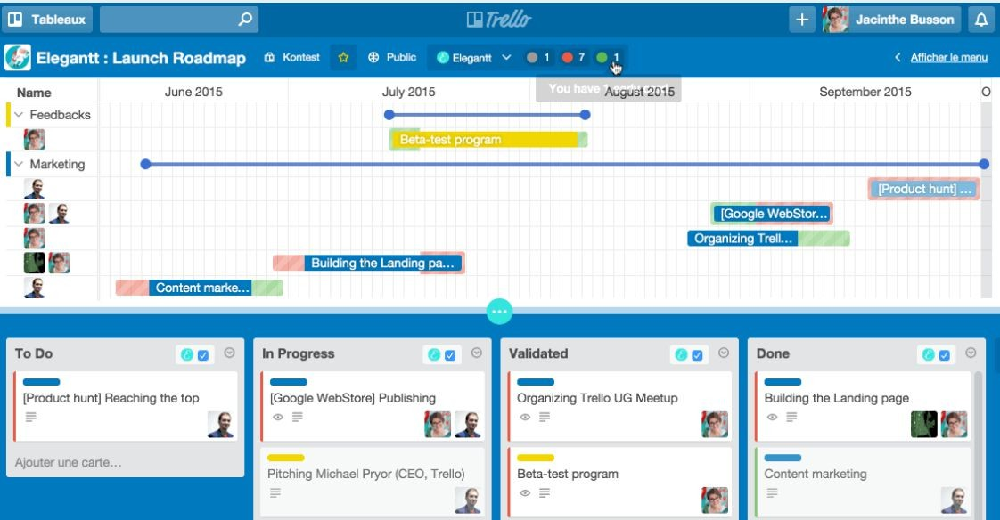 Tableaux
Trello
Jacinthe Busson
Elegantt : Launch Roadmap
Kontest
Public
Elegantt
1
7
1
Afficher le menu
You have 1 early card
Name
June 2015
July 2015
August 2015
September 2015
O
Feedbacks
Beta-test program
Marketing
[Product hunt] ...
[Google WebStor...
Organizing Trell...
Building the Landing pa...
Content marke...
To Do
[Product hunt] Reaching the top
Ajouter une carte…
In Progress
[Google WebStore] Publishing
Pitching Michael Pryor (CEO, Trello)
Validated
Organizing Trello UG Meetup
Beta-test program
Done
Building the Landing page
Content marketing